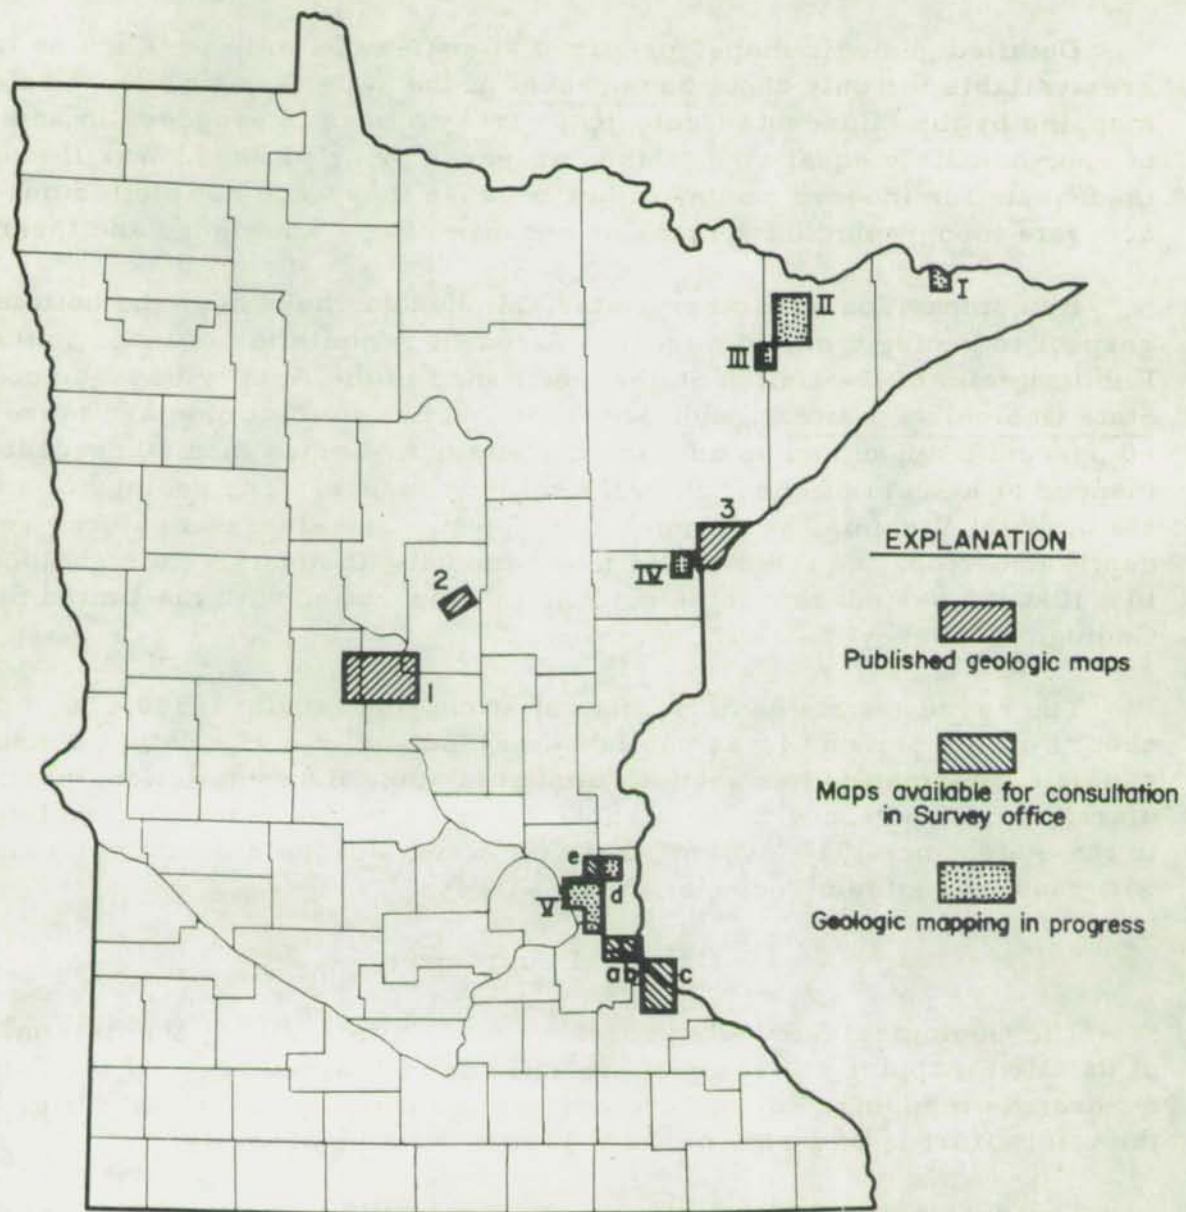 I
II
III
3
IV
2
1
EXPLANATION
Published geologic maps
Maps available for consultation
in Survey office
Geologic mapping in progress
e
d
V
a b c